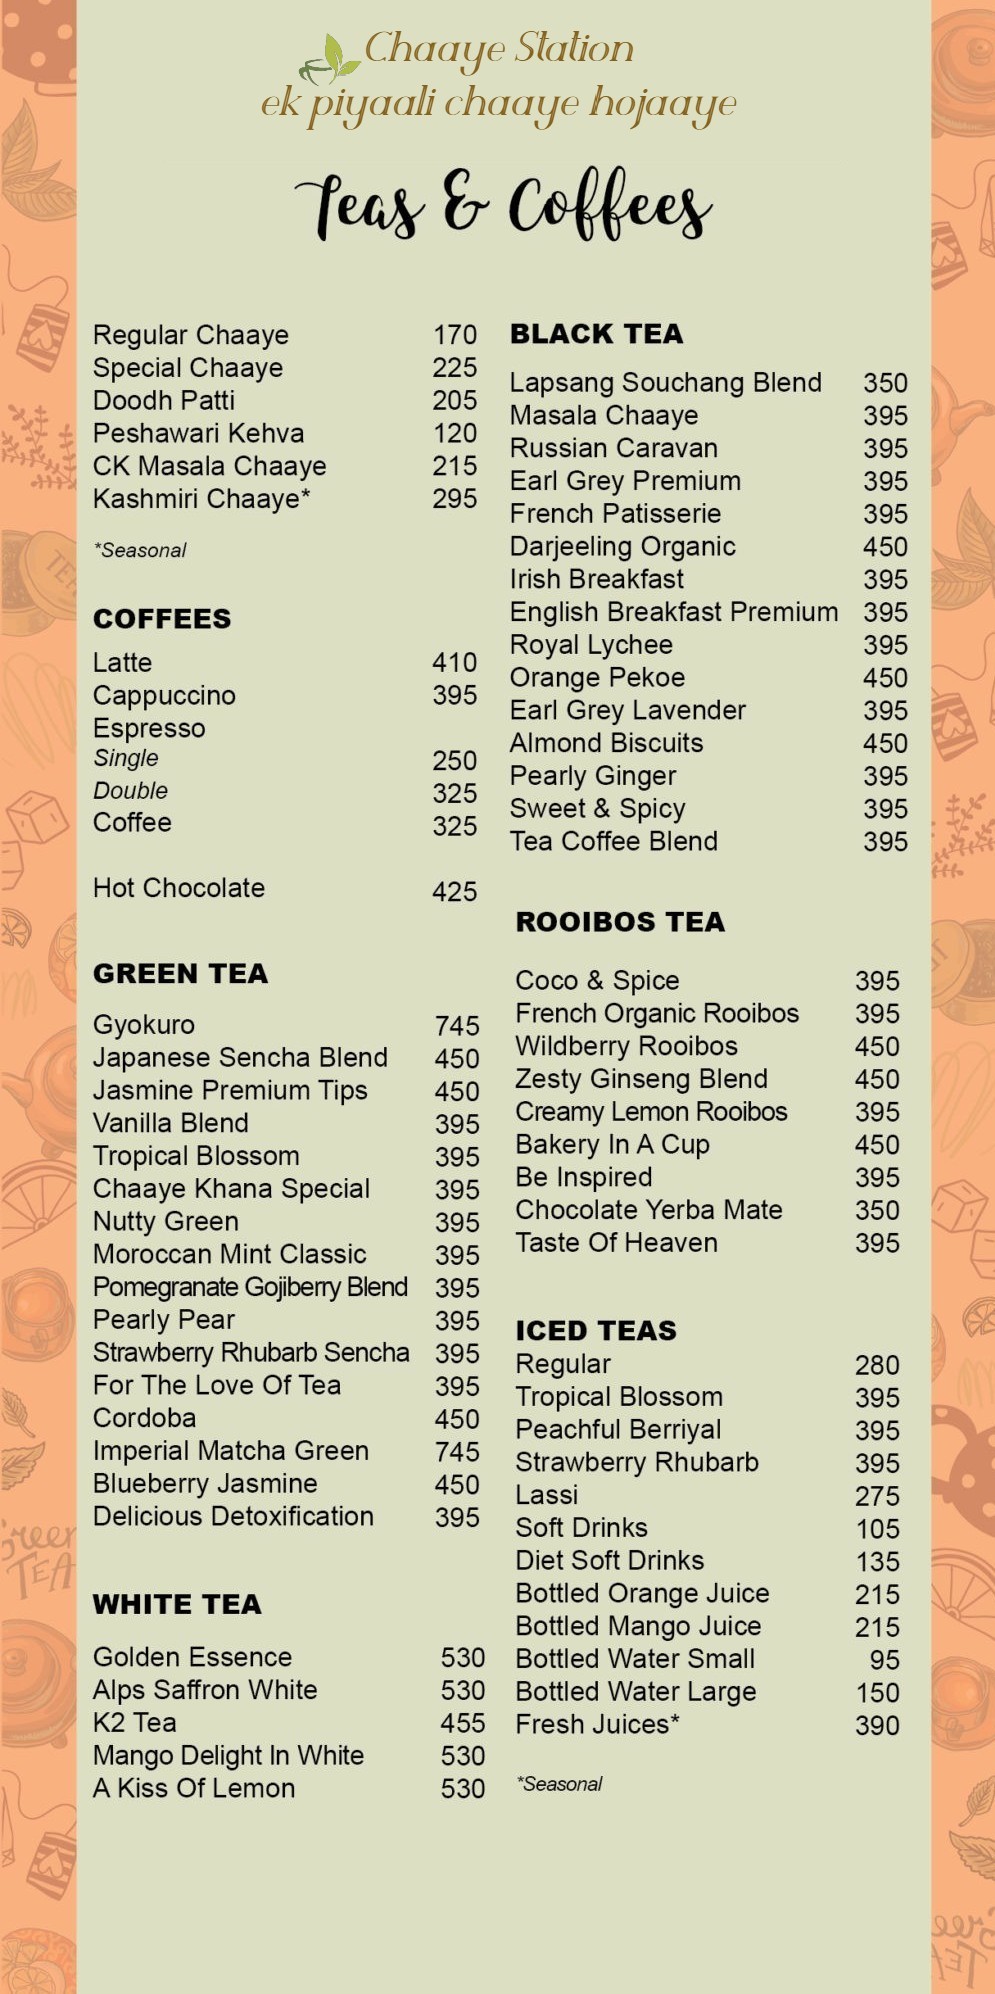 Chaaye Station
ek piyaali chaaye hojaaye
Teas & Coffees
Regular Chaaye 170
Special Chaaye 225
Doodh Patti 205
Peshawari Kehva 120
CK Masala Chaaye 215
Kashmiri Chaaye* 295
*Seasonal
COFFEES
Latte 410
Cappuccino 395
Espresso
Single 250
Double 325
Coffee 325
Hot Chocolate 425
GREEN TEA
Gyokuro 745
Japanese Sencha Blend 450
Jasmine Premium Tips 450
Vanilla Blend 395
Tropical Blossom 395
Chaaye Khana Special 395
Nutty Green 395
Moroccan Mint Classic 395
Pomegranate Gojiberry Blend 395
Pearly Pear 395
Strawberry Rhubarb Sencha 395
For The Love Of Tea 395
Cordoba 450
Imperial Matcha Green 745
Blueberry Jasmine 450
Delicious Detoxification 395
WHITE TEA
Golden Essence 530
Alps Saffron White 530
K2 Tea 455
Mango Delight In White 530
A Kiss Of Lemon 530
BLACK TEA
Lapsang Souchang Blend 350
Masala Chaaye 395
Russian Caravan 395
Earl Grey Premium 395
French Patisserie 395
Darjeeling Organic 450
Irish Breakfast 395
English Breakfast Premium 395
Royal Lychee 395
Orange Pekoe 450
Earl Grey Lavender 395
Almond Biscuits 450
Pearly Ginger 395
Sweet & Spicy 395
Tea Coffee Blend 395
ROOIBOS TEA
Coco & Spice 395
French Organic Rooibos 395
Wildberry Rooibos 450
Zesty Ginseng Blend 450
Creamy Lemon Rooibos 395
Bakery In A Cup 450
Be Inspired 395
Chocolate Yerba Mate 350
Taste Of Heaven 395
ICED TEAS
Regular 280
Tropical Blossom 395
Peachful Berriyal 395
Strawberry Rhubarb 395
Lassi 275
Soft Drinks 105
Diet Soft Drinks 135
Bottled Orange Juice 215
Bottled Mango Juice 215
Bottled Water Small 95
Bottled Water Large 150
Fresh Juices* 390
*Seasonal